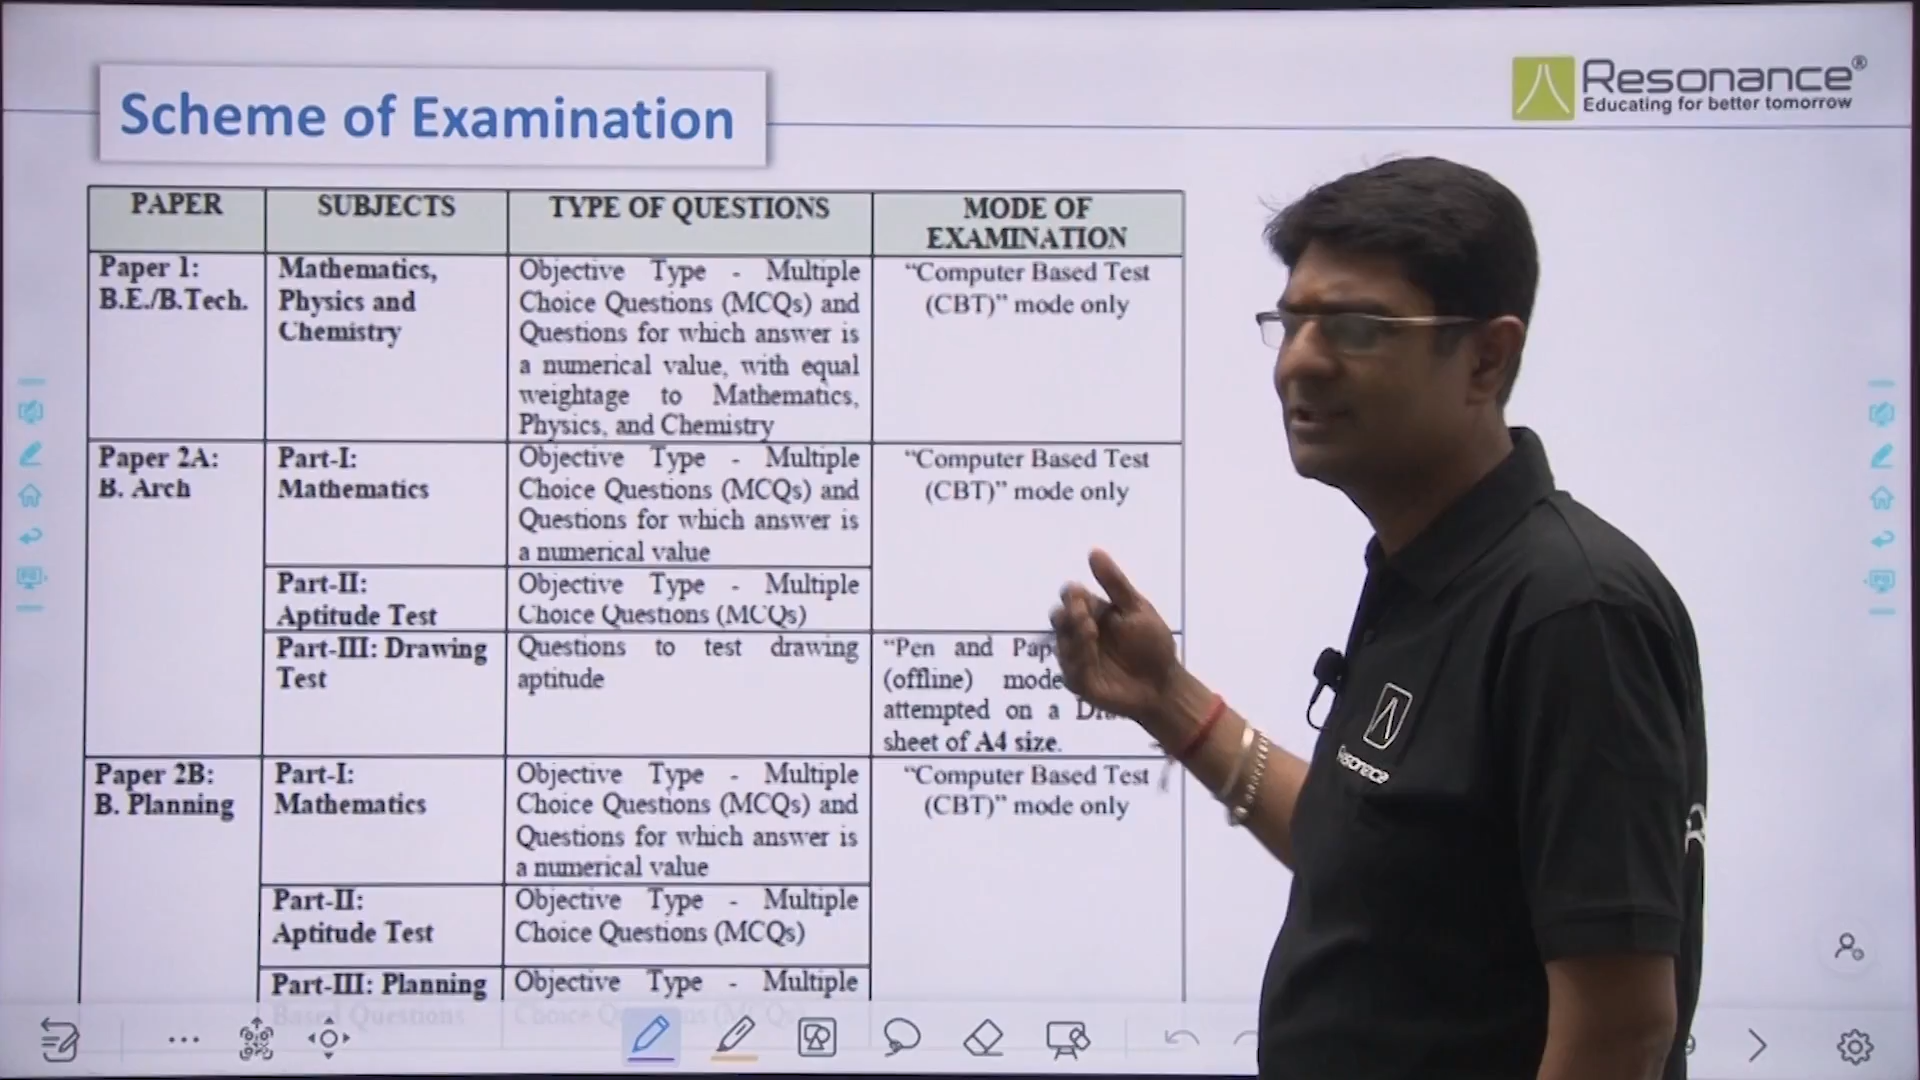 Scheme of Examination
Resonance®
Educating for better tomorrow
PAPER
SUBJECTS
TYPE OF QUESTIONS
MODE OF
EXAMINATION
Paper 1:
B.E./B.Tech.
Mathematics,
Physics and
Chemistry
Objective Type - Multiple
Choice Questions (MCQs) and
Questions for which answer is
a numerical value, with equal
weightage to Mathematics,
Physics, and Chemistry
“Computer Based Test
(CBT)” mode only
Paper 2A:
B. Arch
Part-I:
Mathematics
Objective Type - Multiple
Choice Questions (MCQs) and
Questions for which answer is
a numerical value
“Computer Based Test
(CBT)” mode only
Part-II:
Aptitude Test
Objective Type - Multiple
Choice Questions (MCQs)
Part-III: Drawing
Test
Questions to test drawing
aptitude
“Pen and
(offline) mode
attempted on a
sheet of A4 size.
Paper 2B:
B. Planning
Part-I:
Mathematics
Objective Type - Multiple
Choice Questions (MCQs) and
Questions for which answer is
a numerical value
“Computer Based Test
(CBT)” mode only
Part-II:
Aptitude Test
Objective Type - Multiple
Choice Questions (MCQs)
Part-III: Planning
Based Questions
Objective Type - Multiple
Choice Questions (MCQs)